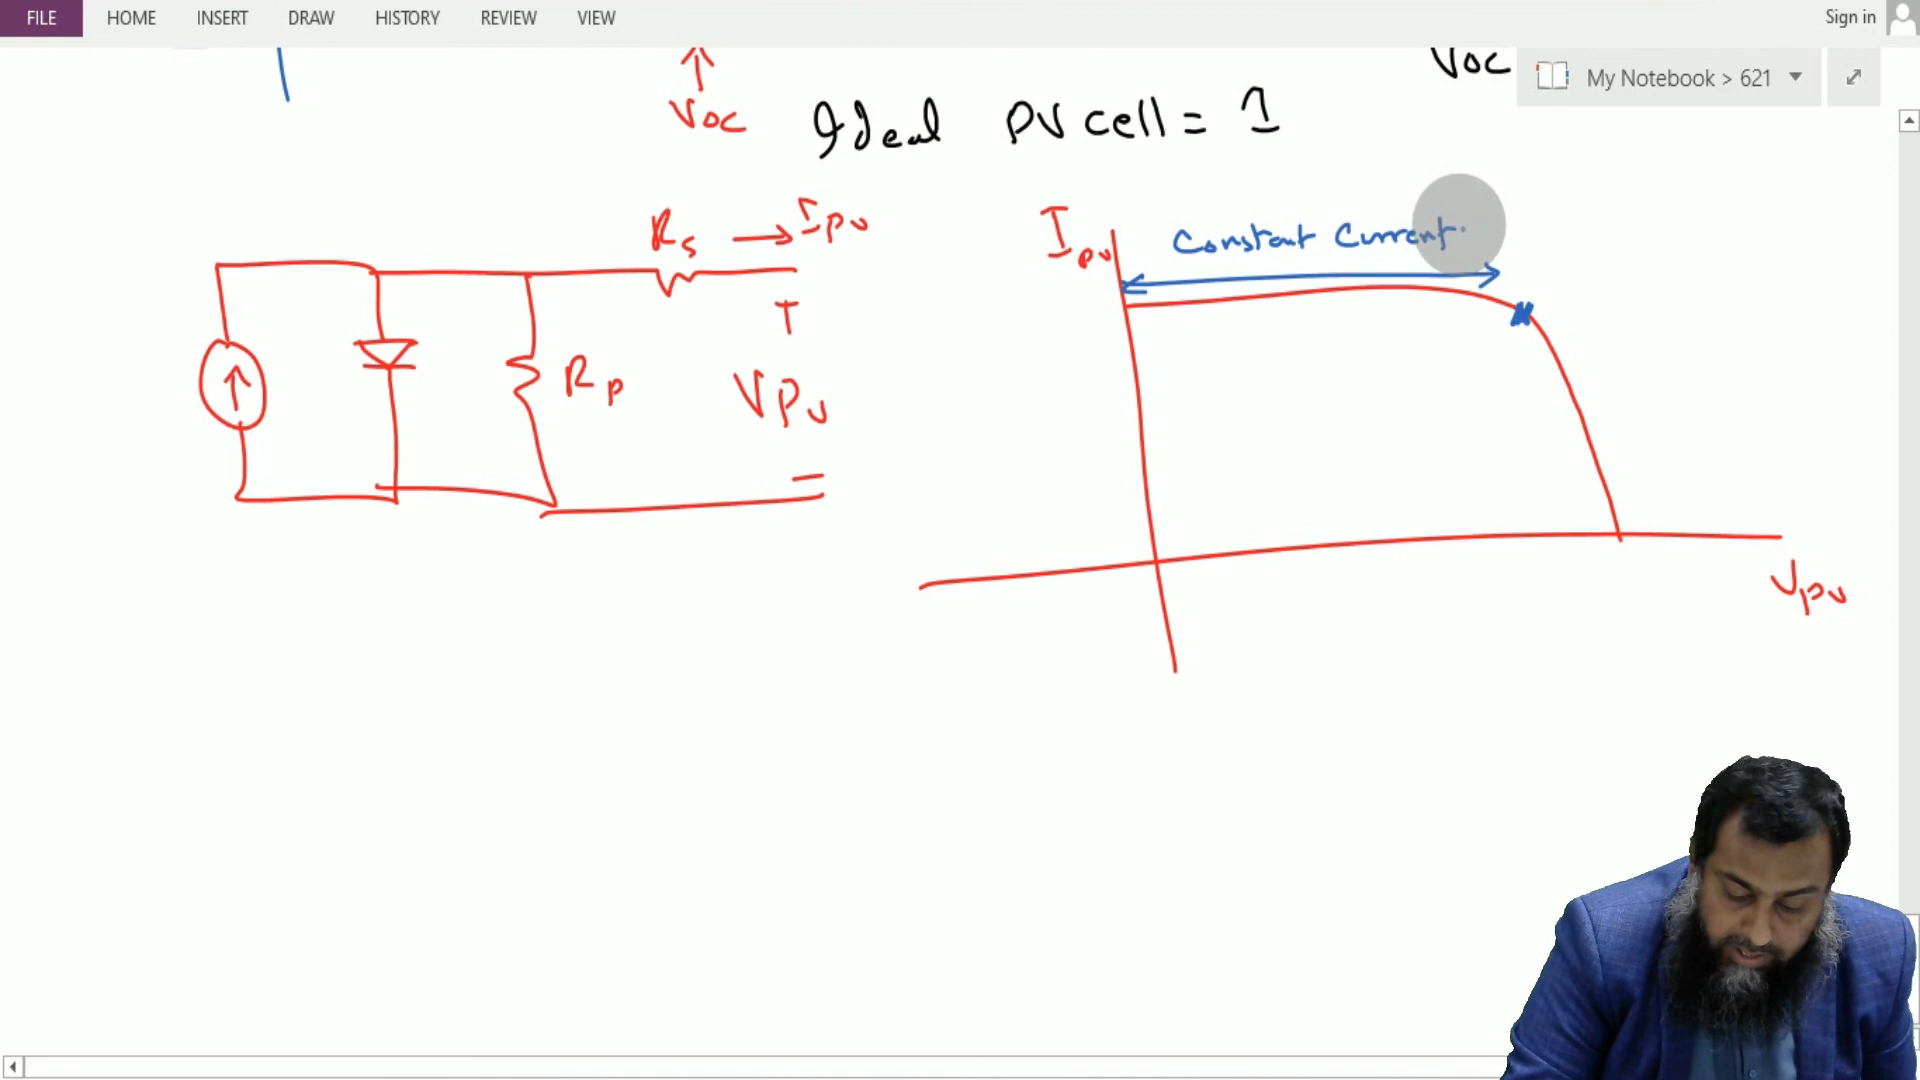 FILE HOME INSERT DRAW HISTORY REVIEW VIEW Sign in
My Notebook > 621
Voc
Voc
Ideal PV cell = 1
Rs
Ipv
Ipv
Constant Current
Rp
Vpv
Vpv